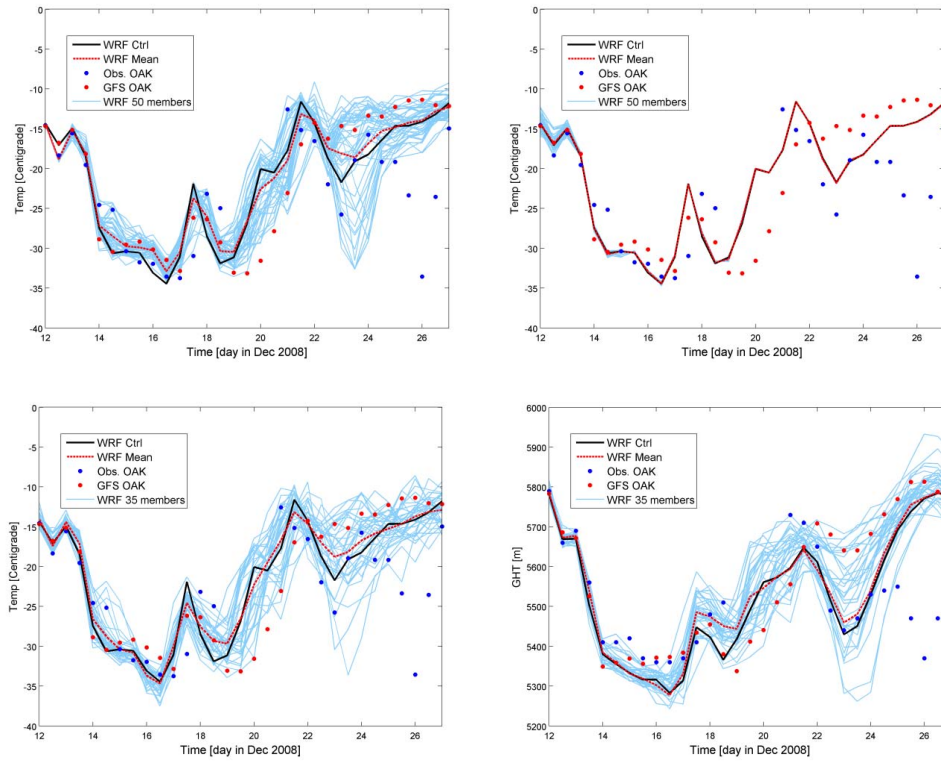 0
-5
-10
-15
-20
-25
-30
-35
-40
Temp [Centigrade]
WRF Ctrl
WRF Mean
Obs. OAK
GFS OAK
WRF 50 members
12 14 16 18 20 22 24 26
Time [day in Dec 2008]
0
-5
-10
-15
-20
-25
-30
-35
-40
Temp [Centigrade]
WRF Ctrl
WRF Mean
Obs. OAK
GFS OAK
WRF 50 members
12 14 16 18 20 22 24 26
Time [day in Dec 2008]
0
-5
-10
-15
-20
-25
-30
-35
-40
Temp [Centigrade]
WRF Ctrl
WRF Mean
Obs. OAK
GFS OAK
WRF 35 members
12 14 16 18 20 22 24 26
Time [day in Dec 2008]
6000
5900
5800
5700
5600
5500
5400
5300
5200
GHT [m]
WRF Ctrl
WRF Mean
Obs. OAK
GFS OAK
WRF 35 members
12 14 16 18 20 22 24 26
Time [day in Dec 2008]